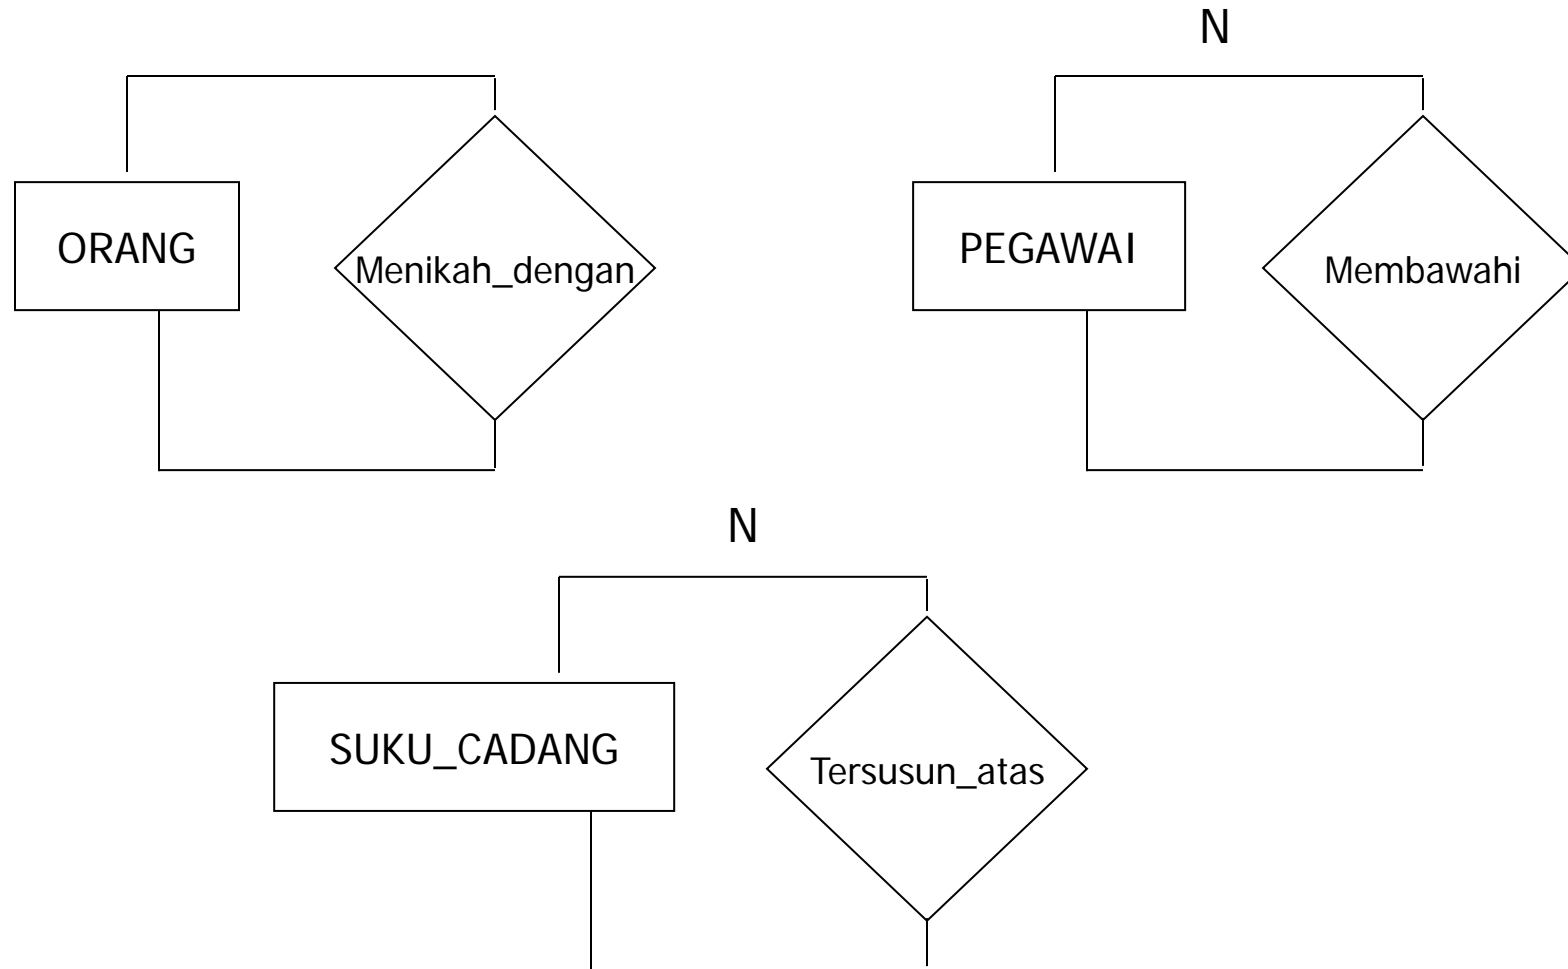 N
ORANG
Menikah_dengan
PEGAWAI
Membawahi
N
SUKU_CADANG
Tersusun_atas